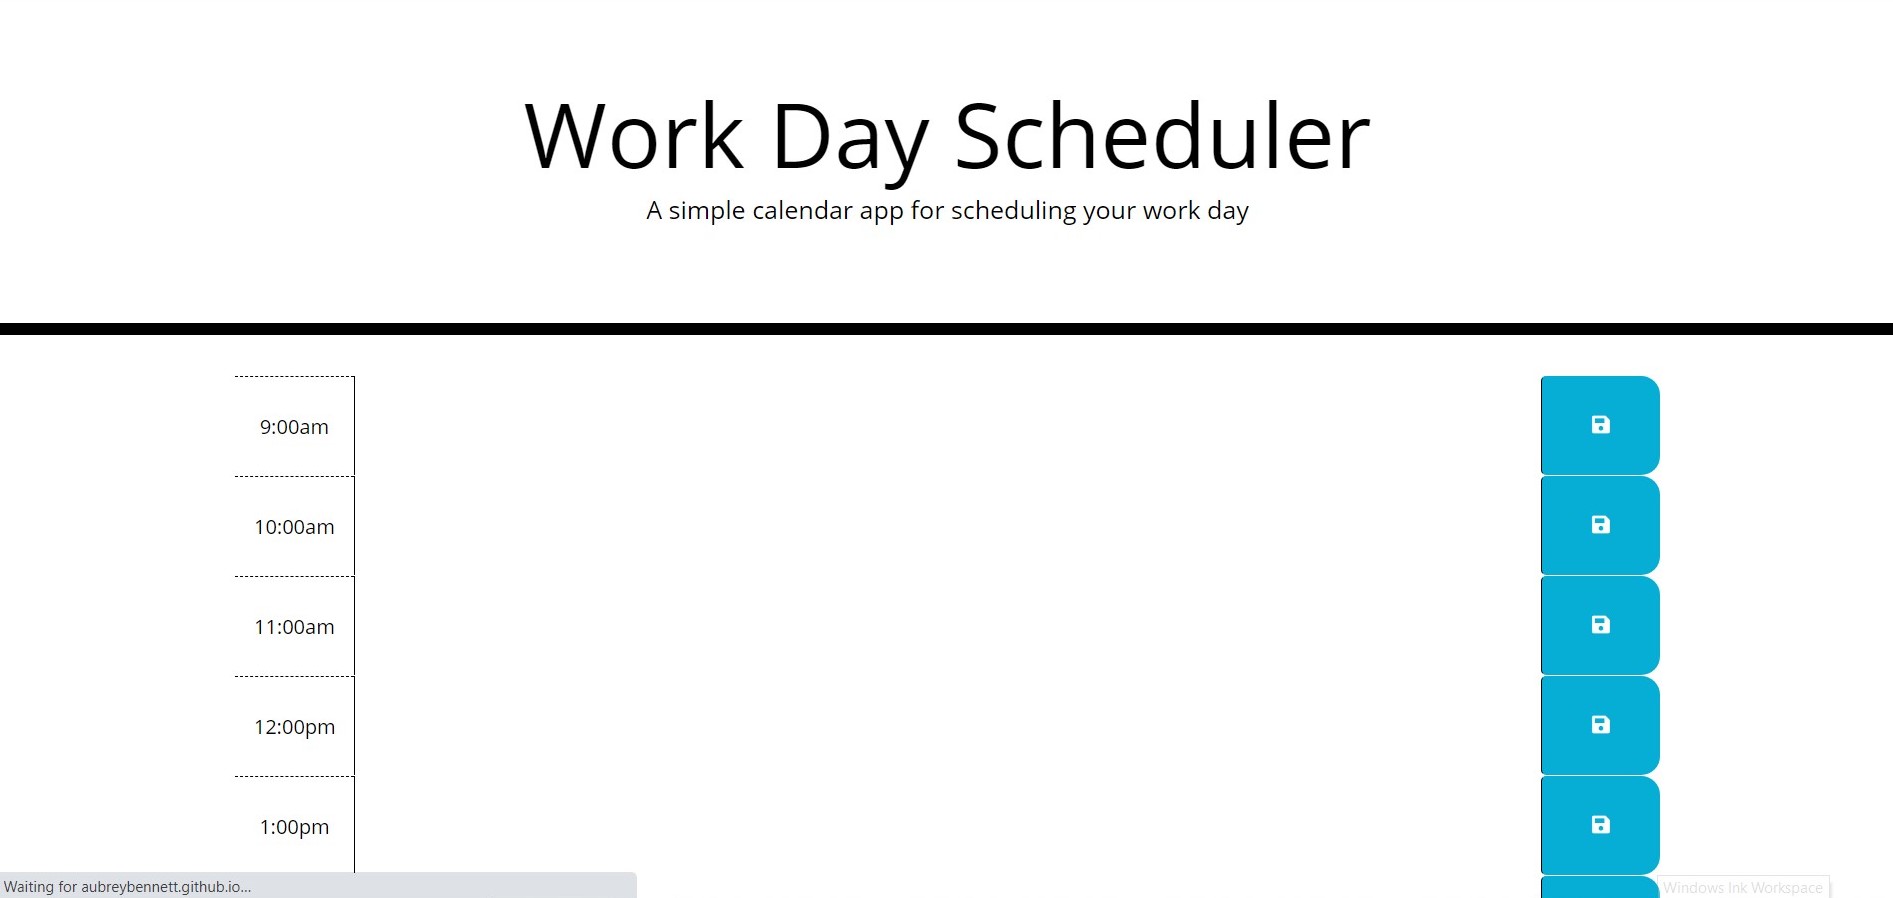 Work Day Scheduler
A simple calendar app for scheduling your work day
9:00am
10:00am
11:00am
12:00pm
1:00pm
Waiting for aubreybennett.github.io...
Windows Ink Workspace